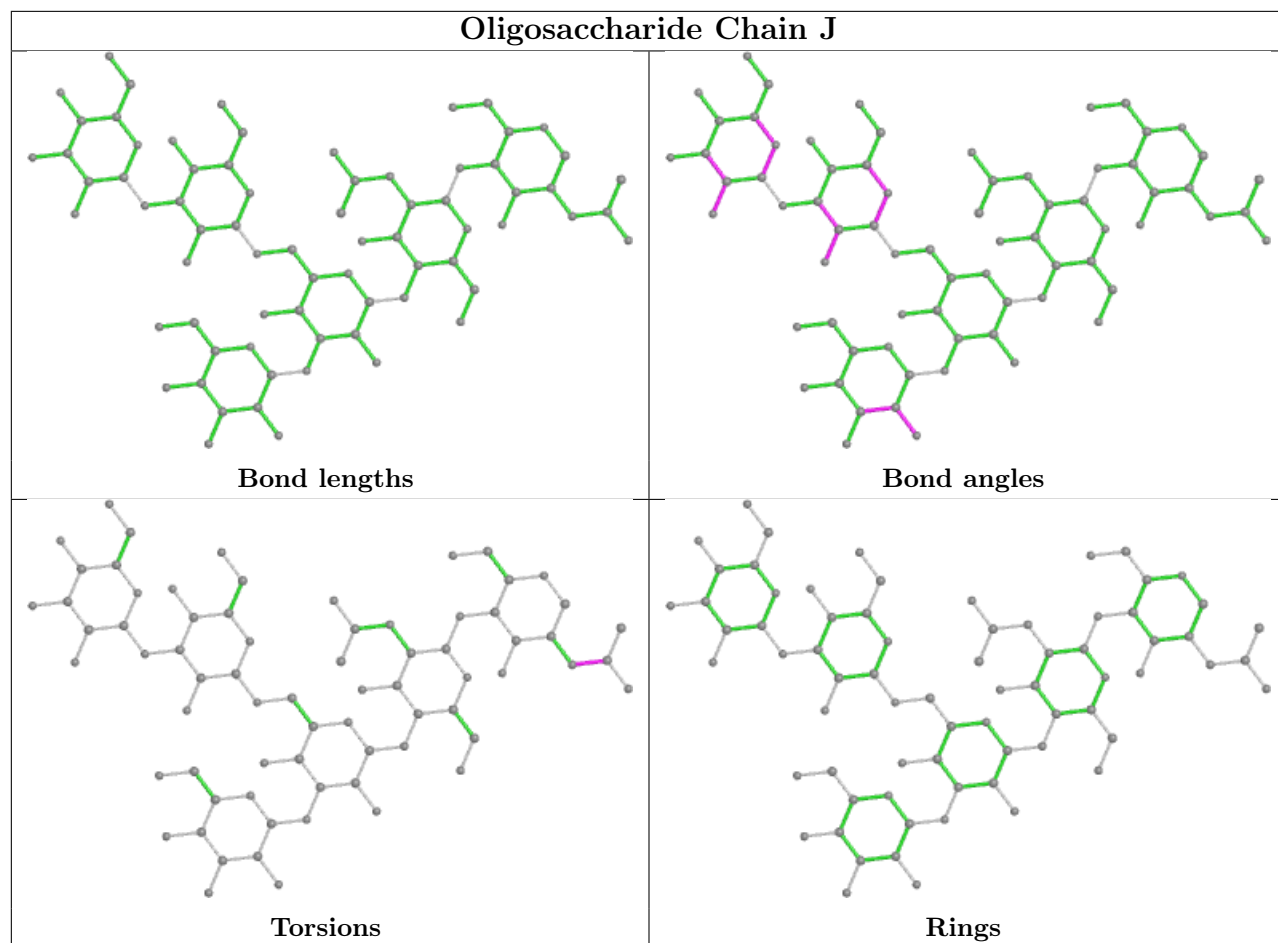 Oligosaccharide Chain J
Bond lengths
Bond angles
Torsions
Rings